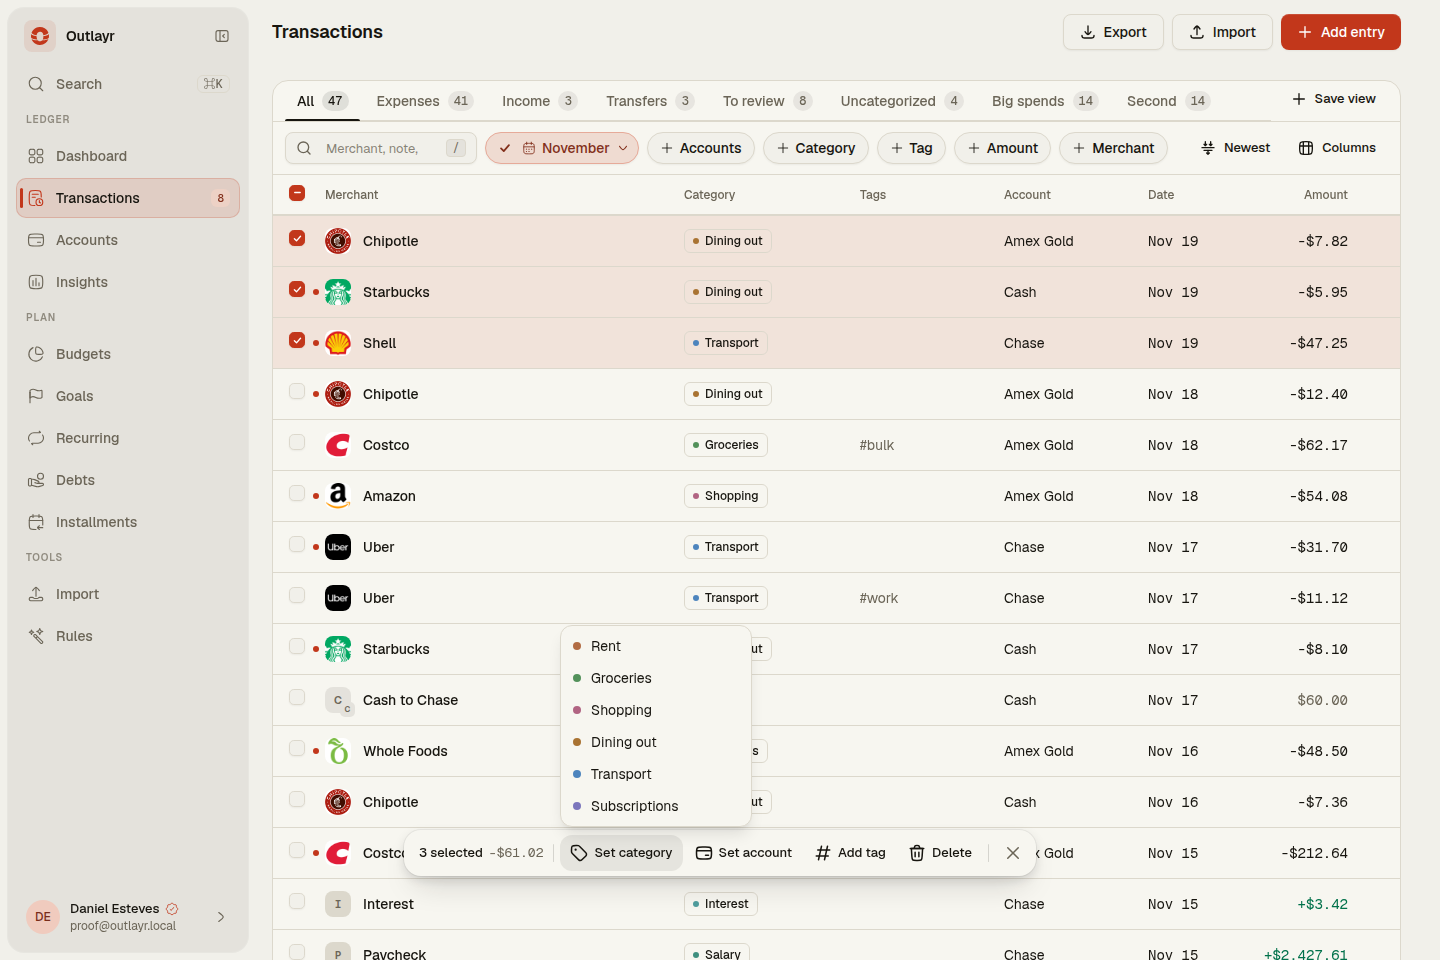 Outlayr
Search ⌘K
LEDGER
Dashboard
Transactions 8
Accounts
Insights
PLAN
Budgets
Goals
Recurring
Debts
Installments
TOOLS
Import
Rules
DE Daniel Esteves
proof@outlayr.local
Transactions
Export Import Add entry
All 47 Expenses 41 Income 3 Transfers 3 To review 8 Uncategorized 4 Big spends 14 Second 14 Save view
Merchant, note, / November Accounts Category Tag Amount Merchant Newest Columns
Merchant Category Tags Account Date Amount
Chipotle Dining out Amex Gold Nov 19 -$7.82
Starbucks Dining out Cash Nov 19 -$5.95
Shell Transport Chase Nov 19 -$47.25
Chipotle Dining out Amex Gold Nov 18 -$12.40
Costco Groceries #bulk Amex Gold Nov 18 -$62.17
a Amazon Shopping Amex Gold Nov 18 -$54.08
Uber Uber Transport Chase Nov 17 -$31.70
Uber Uber Transport #work Chase Nov 17 -$11.12
Starbucks ut Cash Nov 17 -$8.10
C C Cash to Chase Cash Nov 17 $60.00
Whole Foods s Amex Gold Nov 16 -$48.50
Chipotle ut Cash Nov 16 -$7.36
Costc x Gold Nov 15 -$212.64
I Interest Interest Chase Nov 15 +$3.42
P Paycheck Salary Chase Nov 15 +$2,427.61
Rent
Groceries
Shopping
Dining out
Transport
Subscriptions
3 selected -$61.02 Set category Set account Add tag Delete